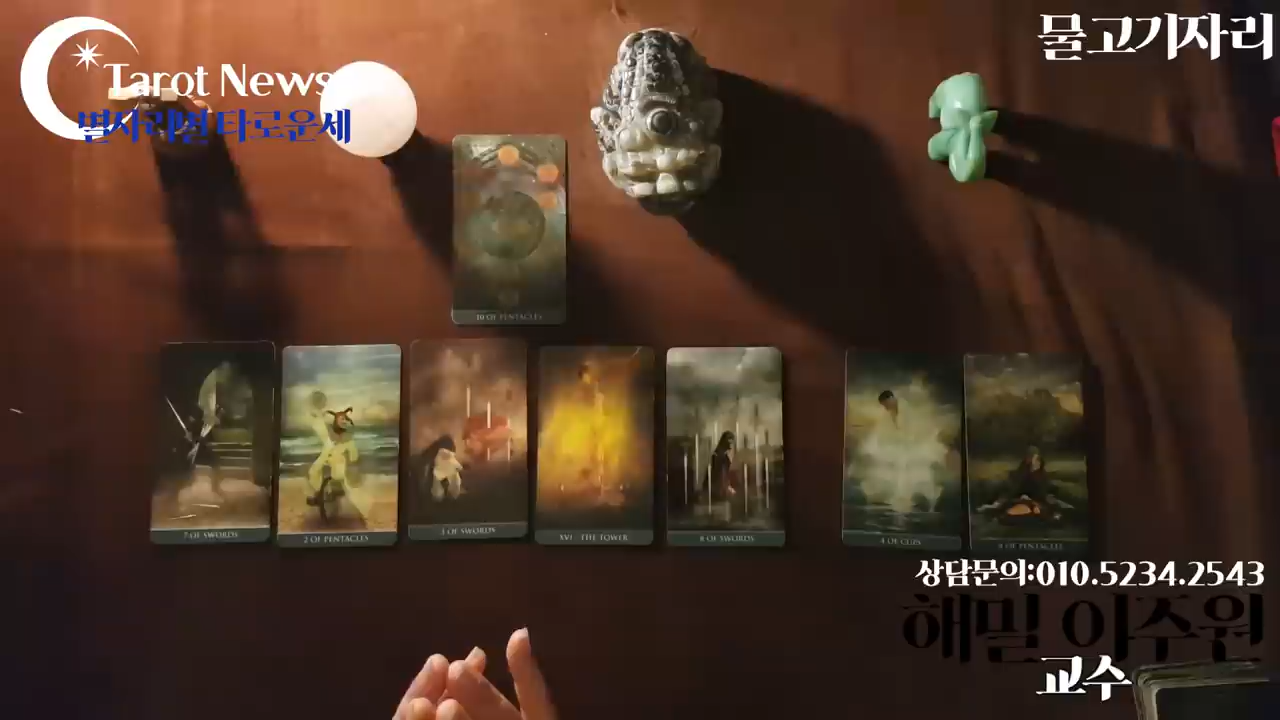 물고기자리
Tarot News
별자리별 타로운세
10 OF PENTACLES
7 OF SWORDS
2 OF PENTACLES
3 OF SWORDS
XVI · THE TOWER
8 OF SWORDS
4 OF CUPS
OF PENTACLES
상담문의:010.5234.2543
해밀 이주원
교수